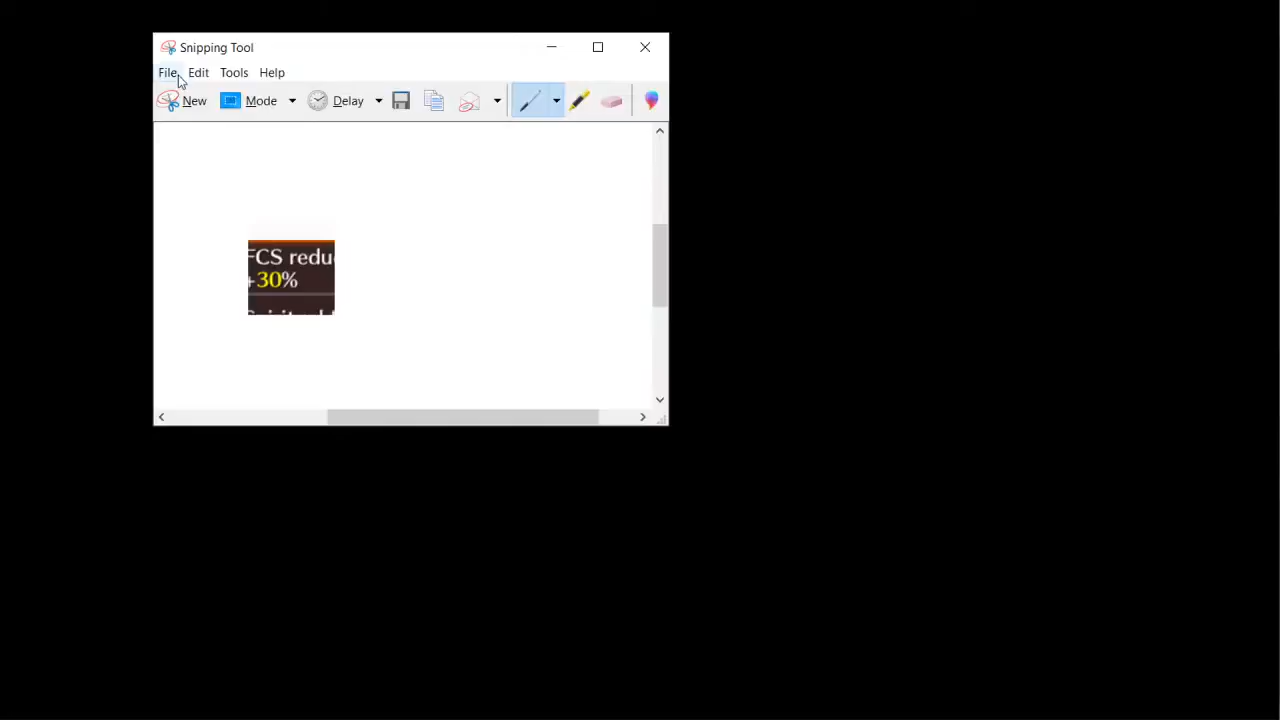 Snipping Tool
File Edit Tools Help
New Mode Delay
FCS redu
+30%